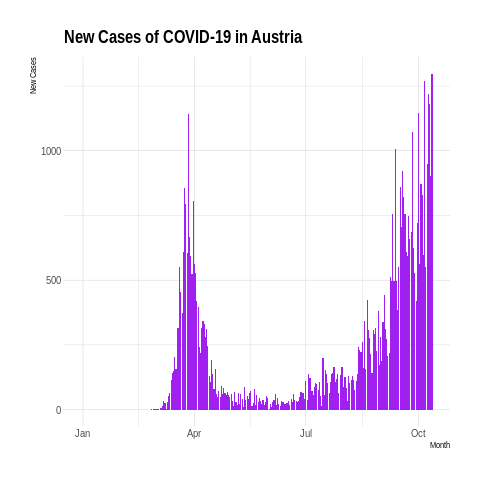 New Cases of COVID-19 in Austria
New Cases
1000
500
0
Jan Apr Jul Oct
Month